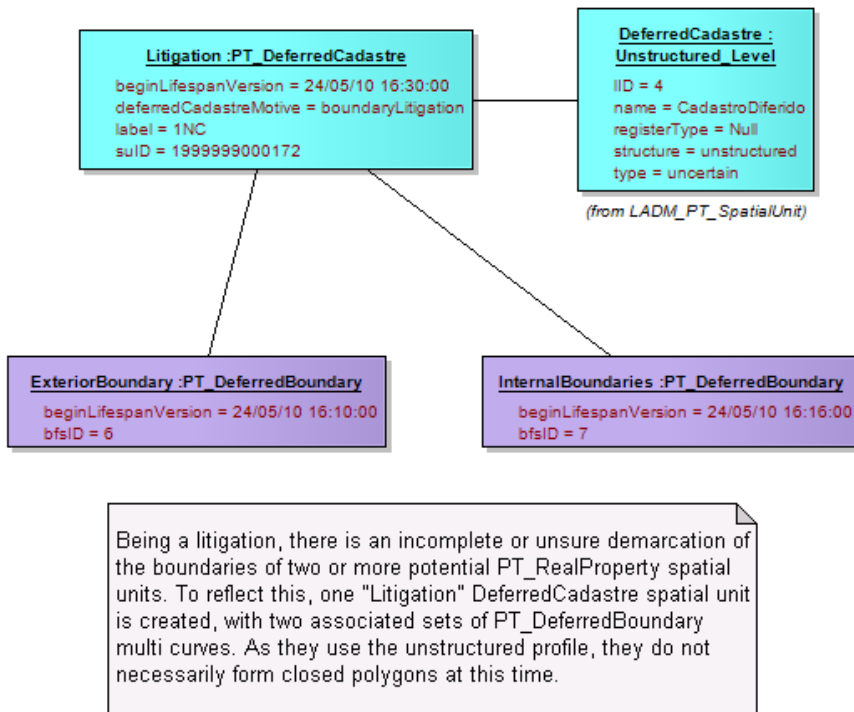 Litigation :PT_DeferredCadastre
beginLifespanVersion = 24/05/10 16:30:00
deferredCadastreMotive = boundaryLitigation
label = 1NC
suID = 1999999000172
DeferredCadastre :
Unstructured_Level
lID = 4
name = CadastroDiferido
registerType = Null
structure = unstructured
type = uncertain
(from LADM_PT_SpatialUnit)
ExteriorBoundary :PT_DeferredBoundary
beginLifespanVersion = 24/05/10 16:10:00
bfsID = 6
InternalBoundaries :PT_DeferredBoundary
beginLifespanVersion = 24/05/10 16:16:00
bfsID = 7
Being a litigation, there is an incomplete or unsure demarcation of
the boundaries of two or more potential PT_RealProperty spatial
units. To reflect this, one "Litigation" DeferredCadastre spatial unit
is created, with two associated sets of PT_DeferredBoundary
multi curves. As they use the unstructured profile, they do not
necessarily form closed polygons at this time.